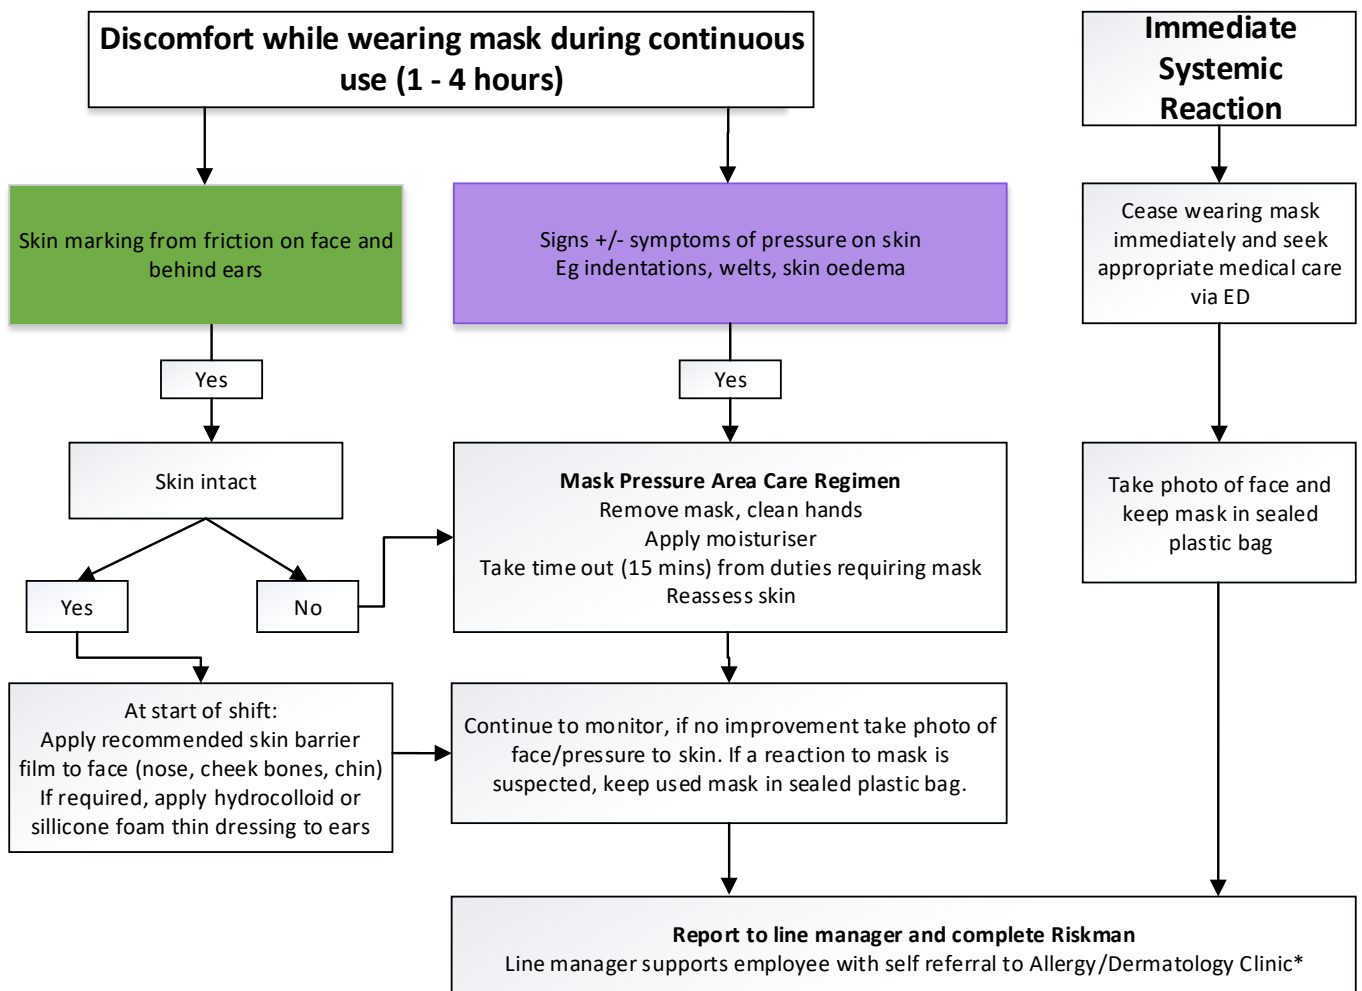 Discomfort while wearing mask during continuous
use (1 - 4 hours)
Immediate
Systemic
Reaction
Skin marking from friction on face and
behind ears
Signs +/- symptoms of pressure on skin
Eg indentations, welts, skin oedema
Cease wearing mask
immediately and seek
appropriate medical care
via ED
Yes
Yes
Skin intact
Mask Pressure Area Care Regimen
Remove mask, clean hands
Apply moisturiser
Take time out (15 mins) from duties requiring mask
Reassess skin
Take photo of face and
keep mask in sealed
plastic bag
Yes
No
At start of shift:
Apply recommended skin barrier
film to face (nose, cheek bones, chin)
If required, apply hydrocolloid or
sillicone foam thin dressing to ears
Continue to monitor, if no improvement take photo of
face/pressure to skin. If a reaction to mask is
suspected, keep used mask in sealed plastic bag.
Report to line manager and complete Riskman
Line manager supports employee with self referral to Allergy/Dermatology Clinic*